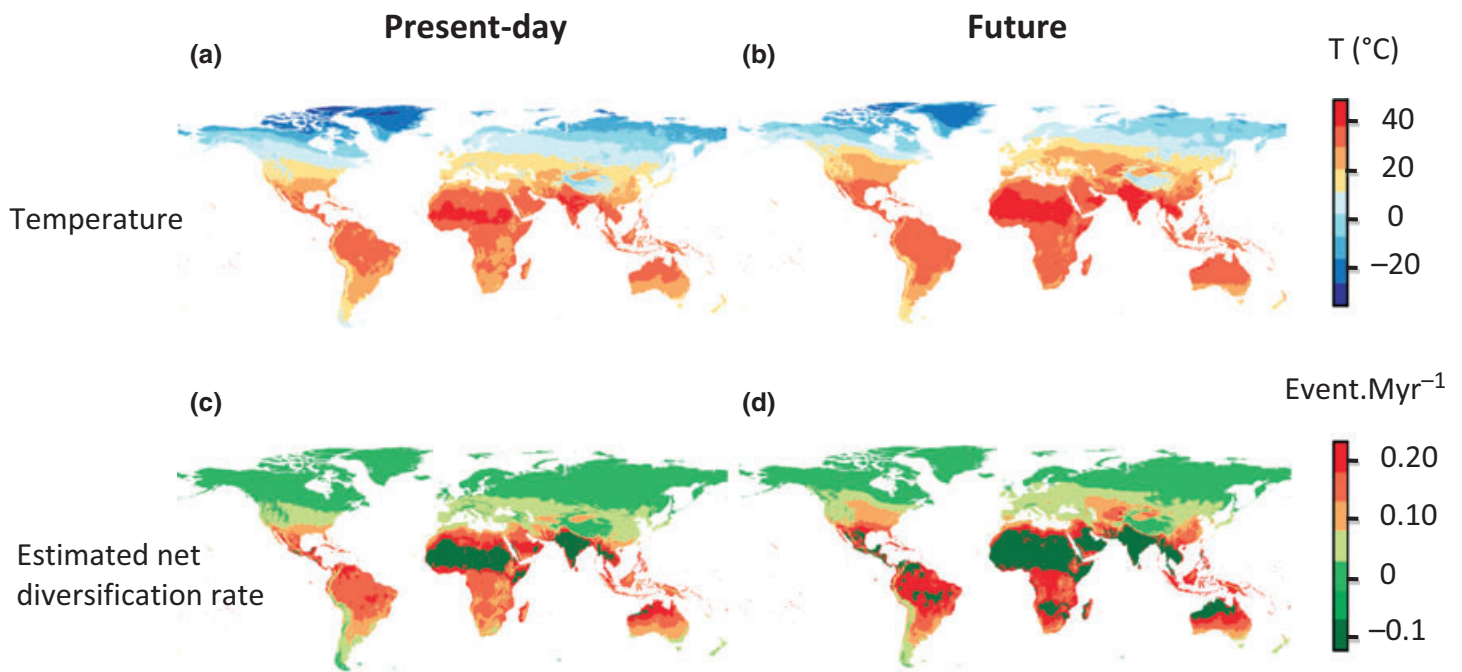 Present-day
Future
(a)
(b)
T (°C)
40
20
0
–20
Temperature
(c)
(d)
Event.Myr⁻¹
0.20
0.10
0
–0.1
Estimated net
diversification rate